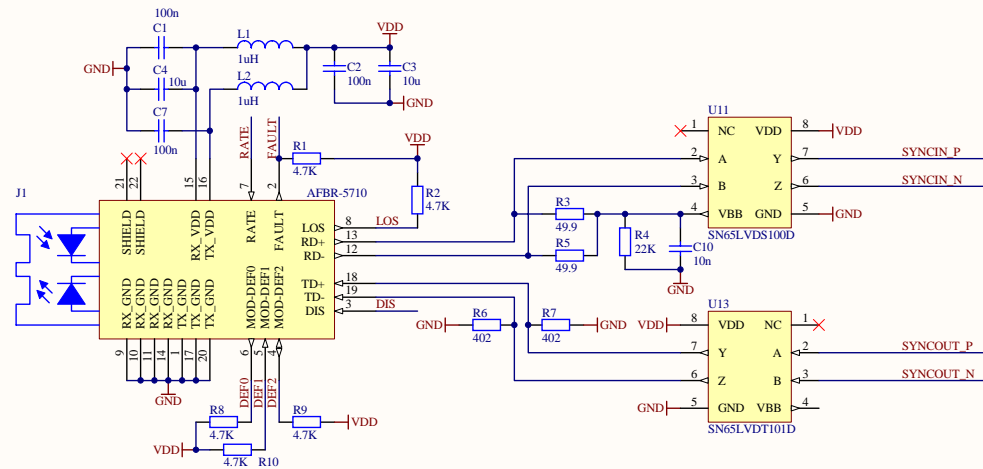 100n
C1
L1
VDD
1uH
C2
C3
GND
C4
10u
100n
10u
L2
GND
1uH
C7
100n
RATE
FAULT
R1
4.7K
VDD
R2
4.7K
21
22
15
16
7
2
J1
AFBR-5710
SHIELD
SHIELD
RX_VDD
TX_VDD
RATE
FAULT
LOS
8
LOS
RD+
13
RD-
12
TD+
18
TD-
19
DIS
3
DIS
RX_GND
RX_GND
RX_GND
RX_GND
TX_GND
TX_GND
TX_GND
MOD-DEF0
MOD-DEF1
MOD-DEF2
9
10
11
14
1
17
20
6
5
4
GND
DEF0
DEF1
DEF2
R8
4.7K
R9
4.7K
VDD
VDD
4.7K
R10
R3
49.9
R5
49.9
R4
22K
C10
10n
GND
GND
R6
402
R7
402
GND
U11
1
NC
VDD
8
VDD
2
A
Y
7
SYNCIN_P
3
B
Z
6
SYNCIN_N
4
VBB
GND
5
GND
SN65LVDS100D
U13
VDD
8
VDD
NC
1
7
Y
A
2
SYNCOUT_P
6
Z
B
3
SYNCOUT_N
GND
5
GND
VBB
4
SN65LVDT101D